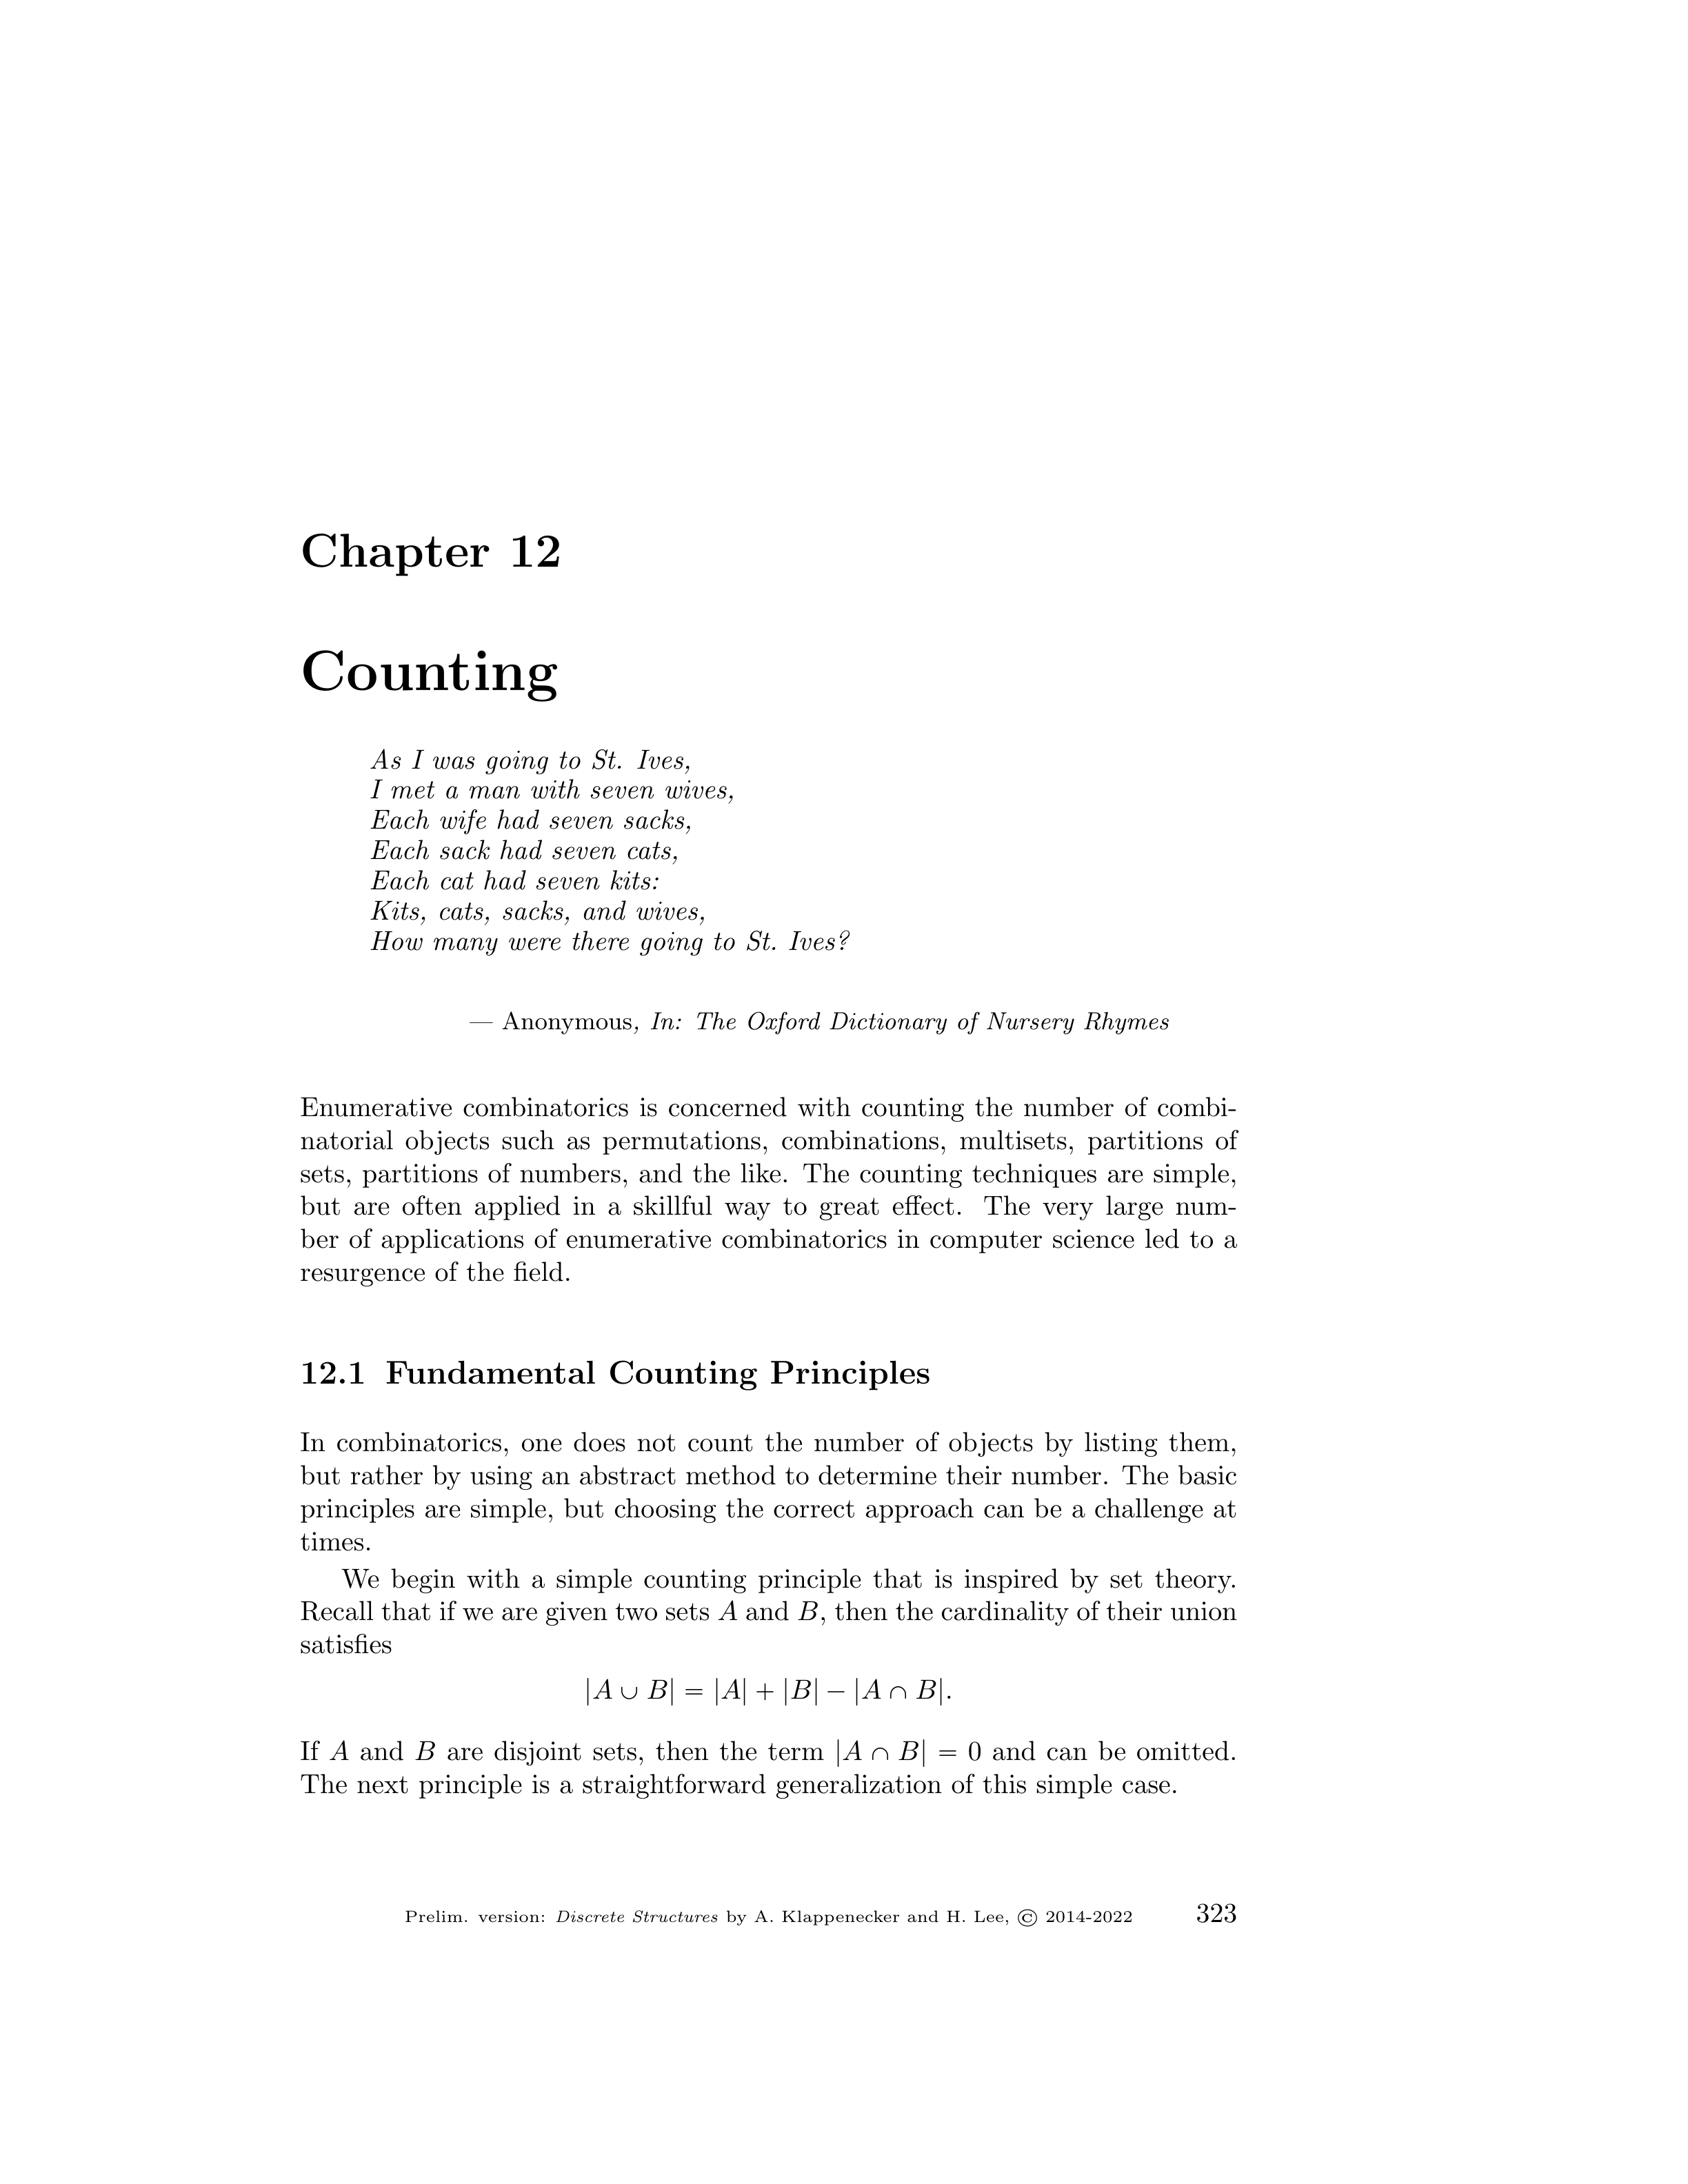 Chapter 12
Counting
As I was going to St. Ives,
I met a man with seven wives,
Each wife had seven sacks,
Each sack had seven cats,
Each cat had seven kits:
Kits, cats, sacks, and wives,
How many were there going to St. Ives?
— Anonymous, In: The Oxford Dictionary of Nursery Rhymes
Enumerative combinatorics is concerned with counting the number of combi-
natorial objects such as permutations, combinations, multisets, partitions of
sets, partitions of numbers, and the like. The counting techniques are simple,
but are often applied in a skillful way to great effect. The very large num-
ber of applications of enumerative combinatorics in computer science led to a
resurgence of the field.
12.1 Fundamental Counting Principles
In combinatorics, one does not count the number of objects by listing them,
but rather by using an abstract method to determine their number. The basic
principles are simple, but choosing the correct approach can be a challenge at
times.
We begin with a simple counting principle that is inspired by set theory.
Recall that if we are given two sets A and B, then the cardinality of their union
satisfies
|A ∪ B| = |A| + |B| − |A ∩ B|.
If A and B are disjoint sets, then the term |A ∩ B| = 0 and can be omitted.
The next principle is a straightforward generalization of this simple case.
Prelim. version: Discrete Structures by A. Klappenecker and H. Lee, © 2014-2022 323